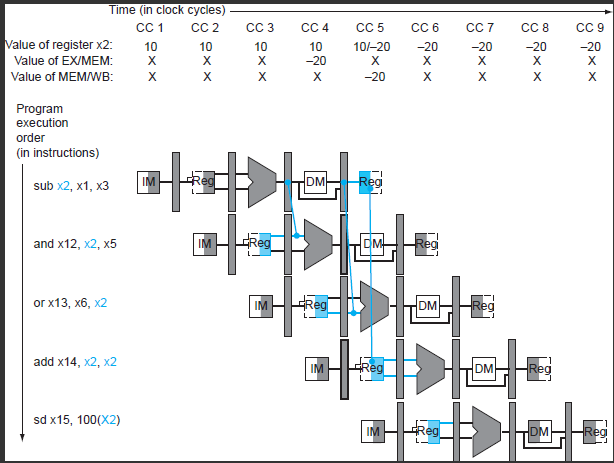 Time (in clock cycles)
CC 1 CC 2 CC 3 CC 4 CC 5 CC 6 CC 7 CC 8 CC 9
Value of register x2: 10 10 10 10 10/–20 –20 –20 –20 –20
Value of EX/MEM: X X X –20 X X X X X
Value of MEM/WB: X X X X –20 X X X X
Program
execution
order
(in instructions)
sub x2, x1, x3
IM Reg DM Reg
and x12, x2, x5
IM Reg DM Reg
or x13, x6, x2
IM Reg DM Reg
add x14, x2, x2
IM Reg DM Reg
sd x15, 100(X2)
IM Reg DM Reg